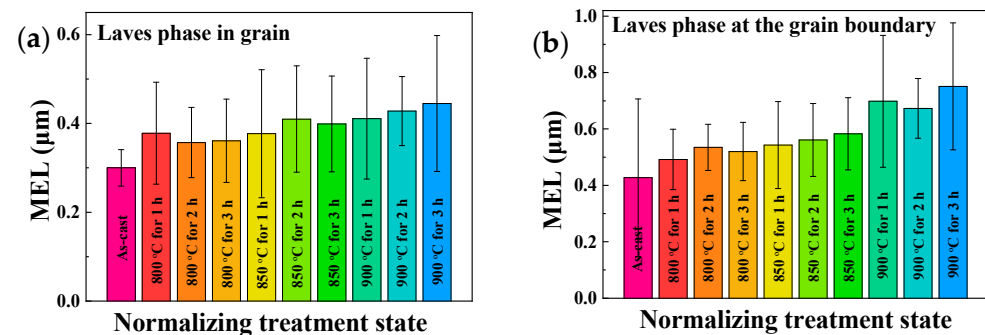 (a)
Laves phase in grain
MEL (μm)
0.6
0.4
0.2
0.0
As-cast
800 °C for 1 h
800 °C for 2 h
800 °C for 3 h
850 °C for 1 h
850 °C for 2 h
850 °C for 3 h
900 °C for 1 h
900 °C for 2 h
900 °C for 3 h
Normalizing treatment state
(b)
Laves phase at the grain boundary
MEL (μm)
1.0
0.8
0.6
0.4
0.2
0.0
As-cast
800 °C for 1 h
800 °C for 2 h
800 °C for 3 h
850 °C for 1 h
850 °C for 2 h
850 °C for 3 h
900 °C for 1 h
900 °C for 2 h
900 °C for 3 h
Normalizing treatment state